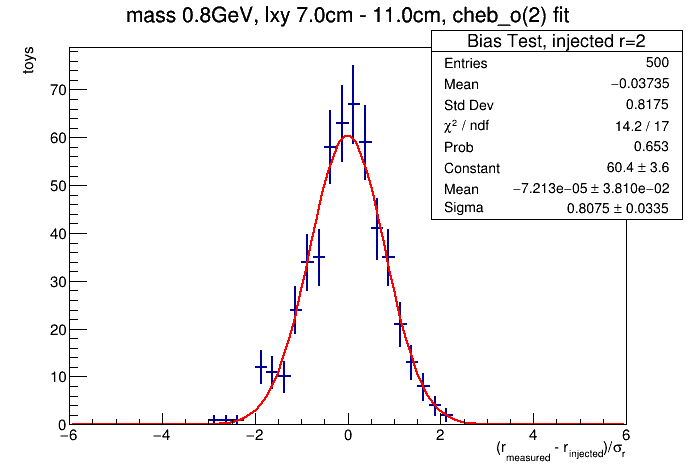 mass 0.8GeV, lxy 7.0cm - 11.0cm, cheb_o(2) fit
Bias Test, injected r=2
Entries 500
Mean −0.03735
Std Dev 0.8175
χ² / ndf 14.2 / 17
Prob 0.653
Constant 60.4 ± 3.6
Mean −7.213e−05 ± 3.810e−02
Sigma 0.8075 ± 0.0335
toys
70
60
50
40
30
20
10
0
−6 −4 −2 0 2 4 6
(r_measured - r_injected)/σ_r